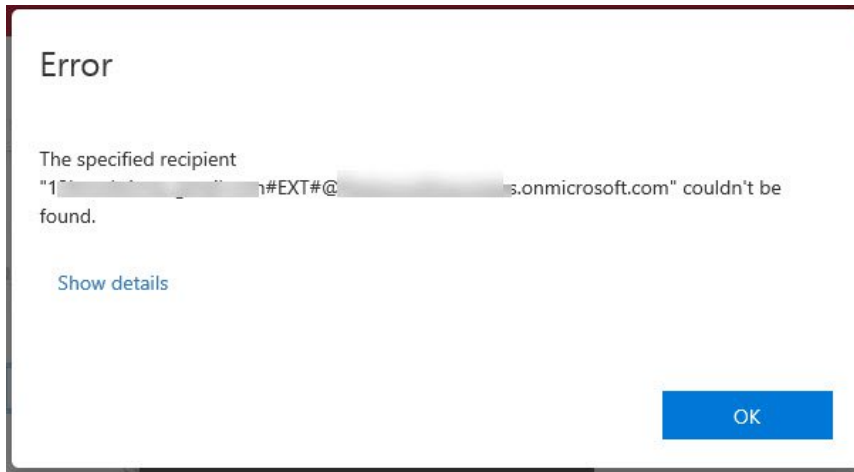 Error
The specified recipient
"1 n#EXT#@ s.onmicrosoft.com" couldn't be
found.
Show details
OK